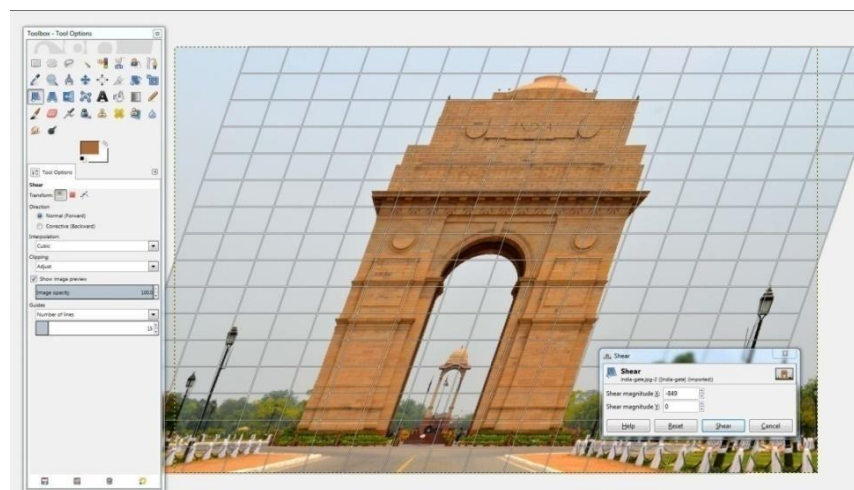 Toolbox - Tool Options
Tool Options
Shear
Transform:
Direction
Normal (Forward)
Corrective (Backward)
Interpolation:
Cubic
Clipping:
Adjust
Show image preview
Image opacity 100.0
Guides
Number of lines
15
INDIA
Shear
Shear
india-gate.jpg-2 ([india-gate] (imported))
Shear magnitude X: -849
Shear magnitude Y: 0
Help Reset Shear Cancel